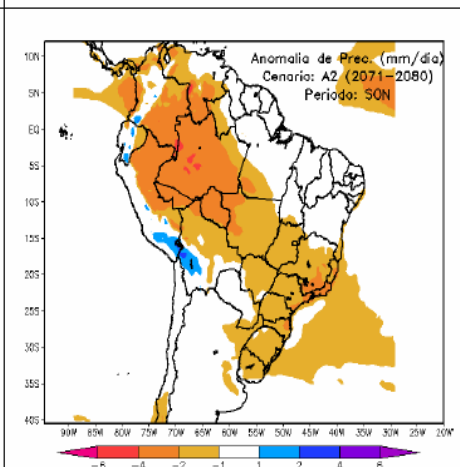 Anomalia de Prec. (mm/dia)
Cenario: A2 (2071-2080)
Periodo: SON
10N
5N
EQ
5S
10S
15S
20S
25S
30S
35S
40S
90W 85W 80W 75W 70W 65W 60W 55W 50W 45W 40W 35W 30W 25W 20W
-6 -4 -2 -1 1 2 4 6